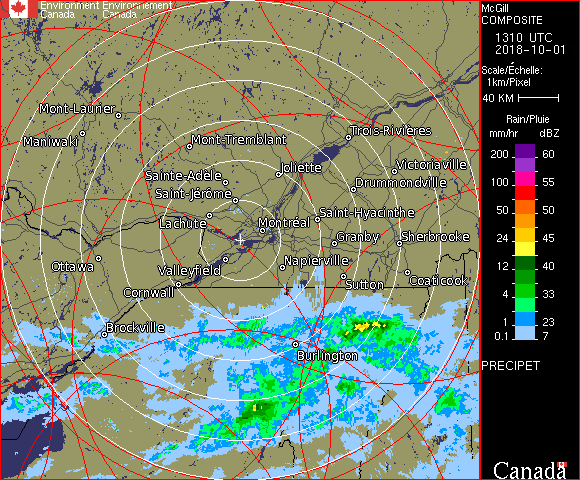 Environment Environnement
Canada Canada
Mont-Laurier
Maniwaki
Mont-Tremblant
Trois-Rivières
Joliette
Victoriaville
Sainte-Adèle
Drummondville
Saint-Jérôme
Lachute
Saint-Hyacinthe
Montréal
Granby
Sherbrooke
Ottawa
Valleyfield
Napierville
Cornwall
Sutton
Coaticook
Brockville
Burlington
McGill
COMPOSITE
1310 UTC
2018-10-01
Scale/Échelle:
1km/Pixel
40 KM
Rain/Pluie
mm/hr dBZ
200 60
100 55
50 50
24 45
12 40
4 33
1 23
0.1 7
PRECIPET
Canada